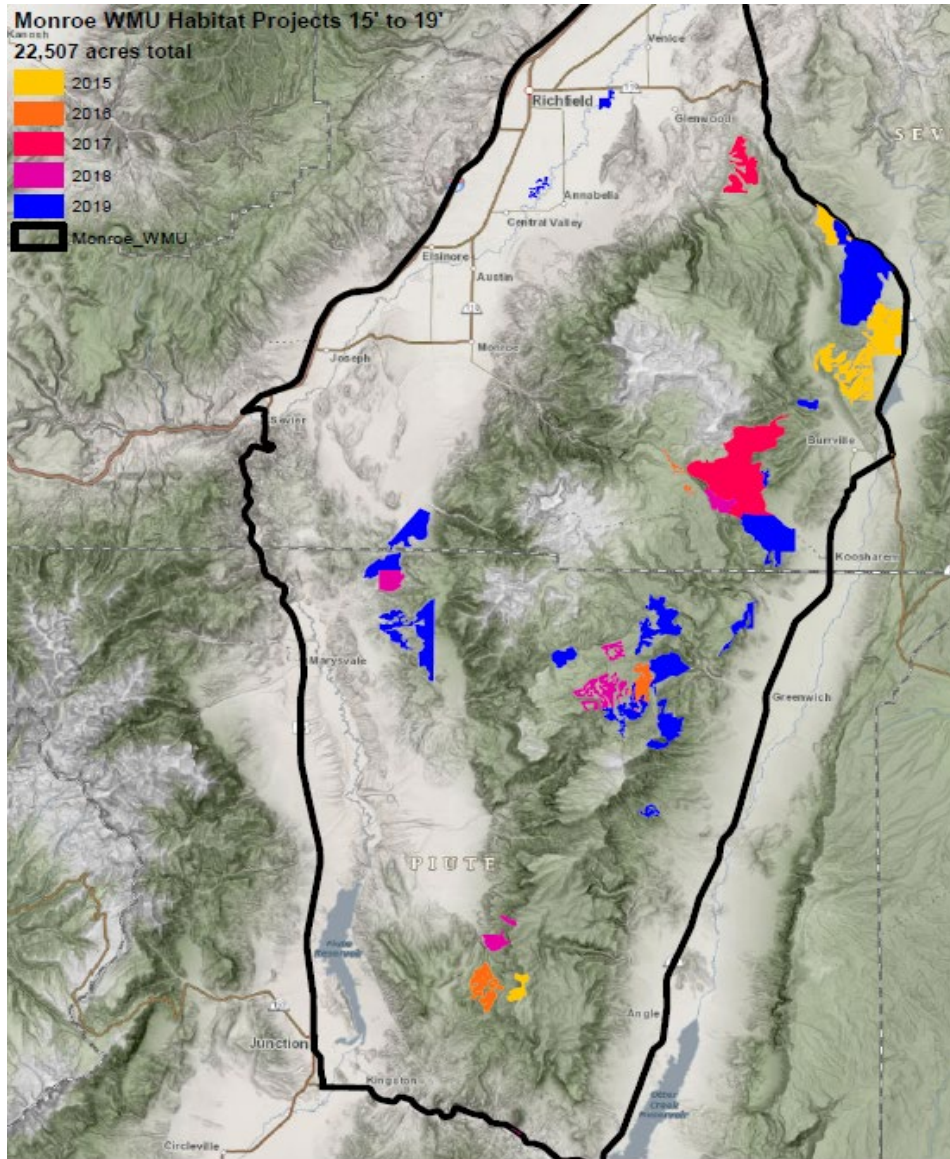 Monroe WMU Habitat Projects 15' to 19'
Kanosh
22,507 acres total
2015
2016
2017
2018
2019
Monroe_WMU
Venice
Richfield
119
Glenwood
SEV
Annabella
Central Valley
Elsinore
Austin
Monroe
Joseph
Sevier
Burrville
Koosharem
Marysvale
Greenwich
PIUTE
Piute
Reservoir
Angle
Junction
Kingston
Otter
Creek
Reservoir
Circleville